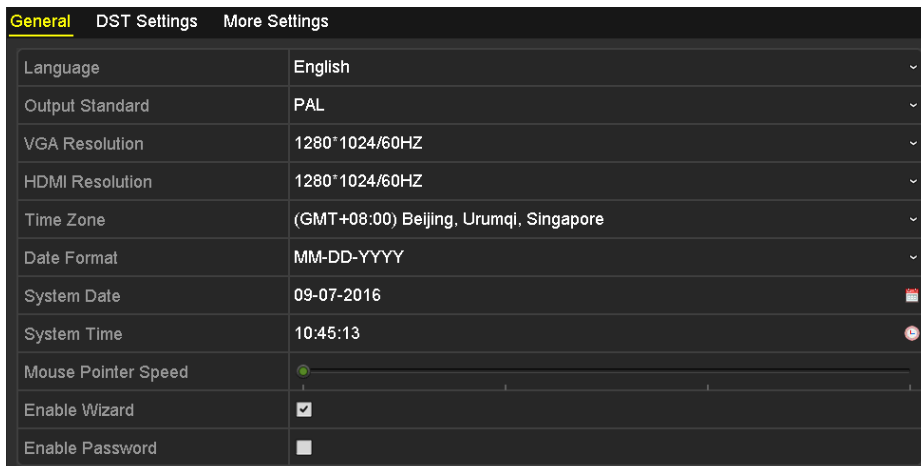 General DST Settings More Settings
Language English
Output Standard PAL
VGA Resolution 1280*1024/60HZ
HDMI Resolution 1280*1024/60HZ
Time Zone (GMT+08:00) Beijing, Urumqi, Singapore
Date Format MM-DD-YYYY
System Date 09-07-2016
System Time 10:45:13
Mouse Pointer Speed
Enable Wizard
Enable Password